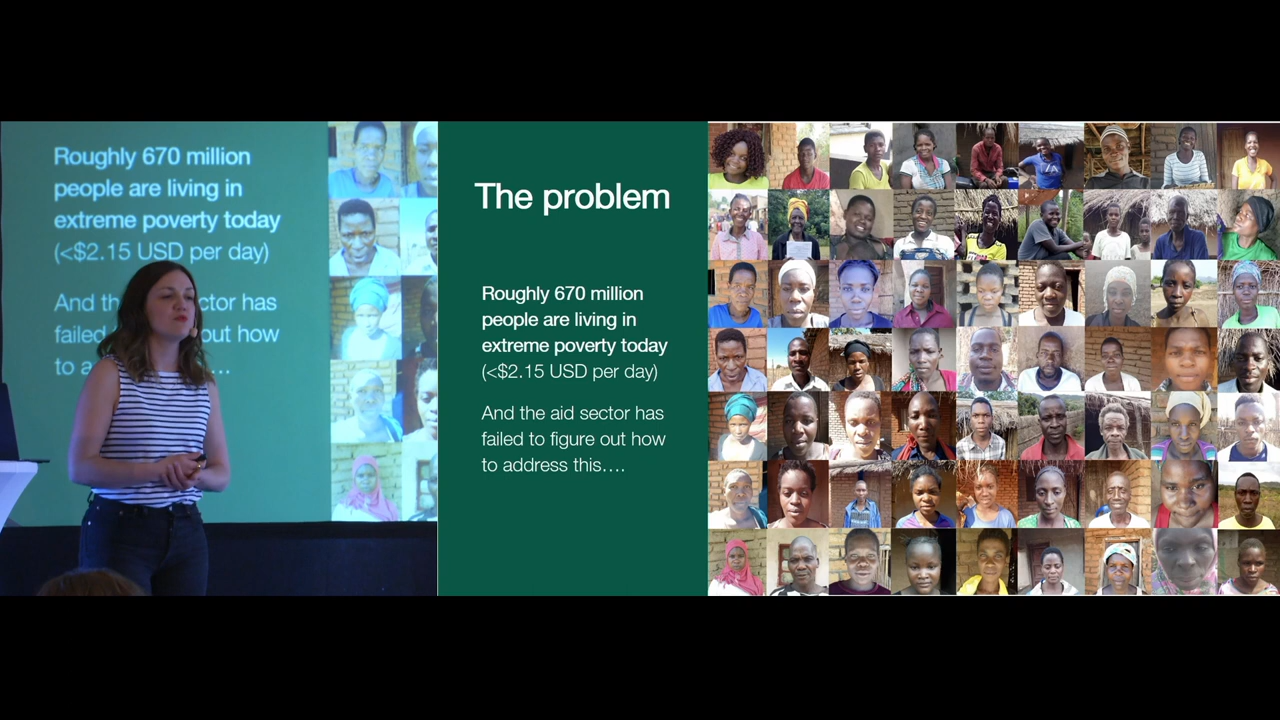 Roughly 670 million
people are living in
extreme poverty today
(<$2.15 USD per day)
And has
failed out how
to
The problem
Roughly 670 million
people are living in
extreme poverty today
(<$2.15 USD per day)
And the aid sector has
failed to figure out how
to address this….